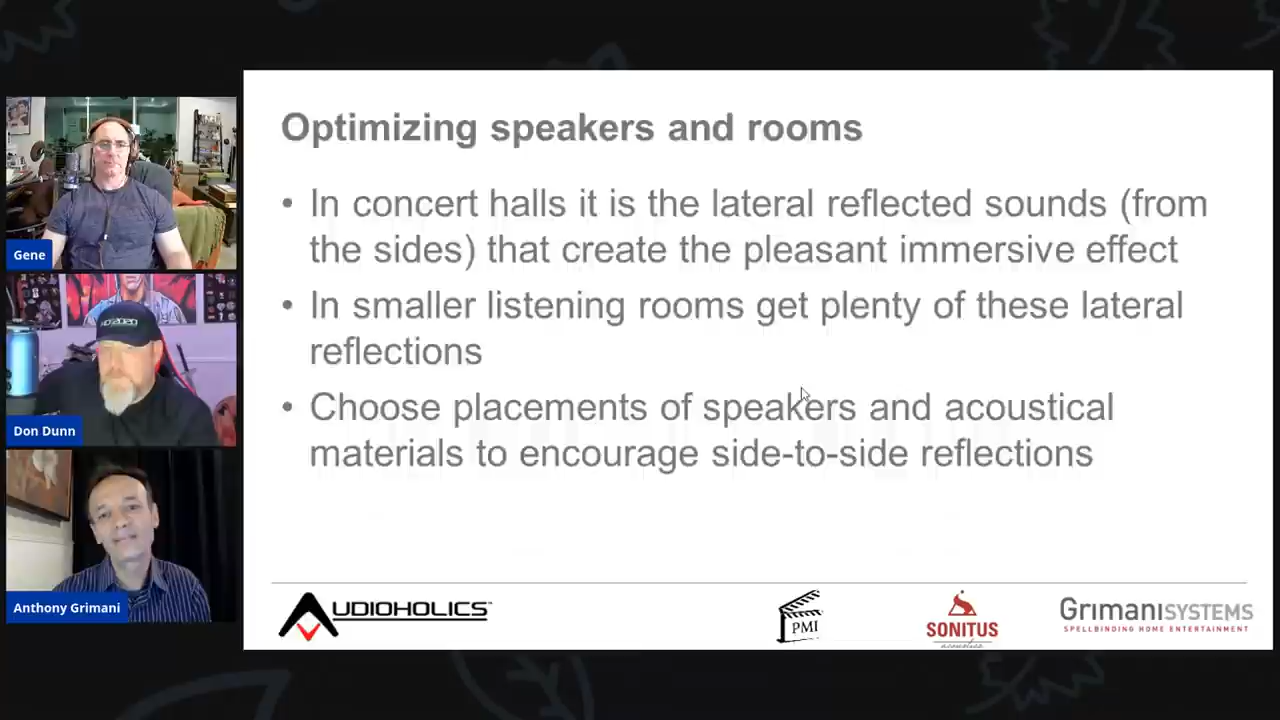 Optimizing speakers and rooms
• In concert halls it is the lateral reflected sounds (from
the sides) that create the pleasant immersive effect
• In smaller listening rooms get plenty of these lateral
reflections
• Choose placements of speakers and acoustical
materials to encourage side-to-side reflections
Gene
Don Dunn
Anthony Grimani
AUDIOHOLICS
PMI
SONITUS
acoustics
GRIMANISYSTEMS
SPELLBINDING HOME ENTERTAINMENT